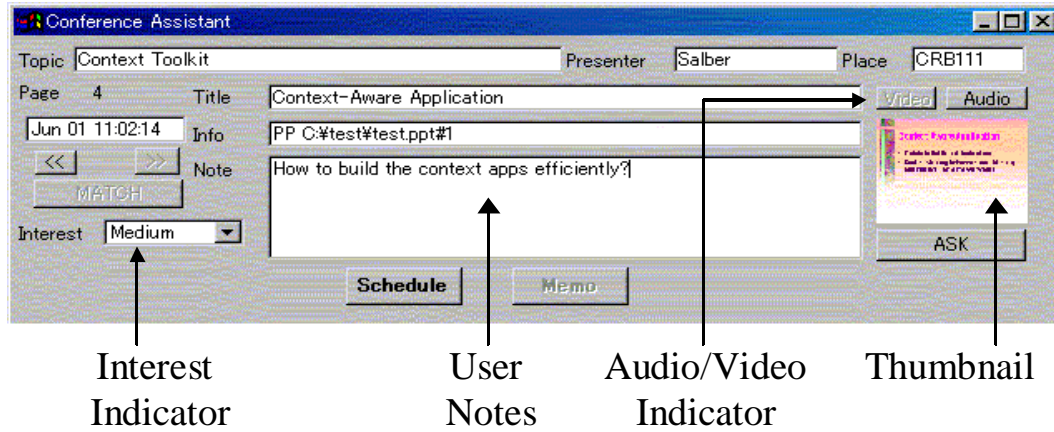 Conference Assistant
Topic Context Toolkit Presenter Salber Place CRB111
Page 4 Title Context-Aware Application Video Audio
Jun 01 11:02:14 Info PP C:¥test¥test.ppt#1
<< >> Note How to build the context apps efficiently?
MATCH
Interest Medium
ASK
Schedule Memo
Interest Indicator
User Notes
Audio/Video Indicator
Thumbnail